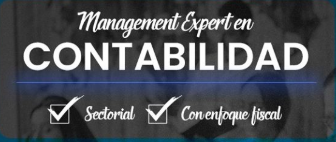 Management Expert en
CONTABILIDAD
Sectorial Con enfoque fiscal